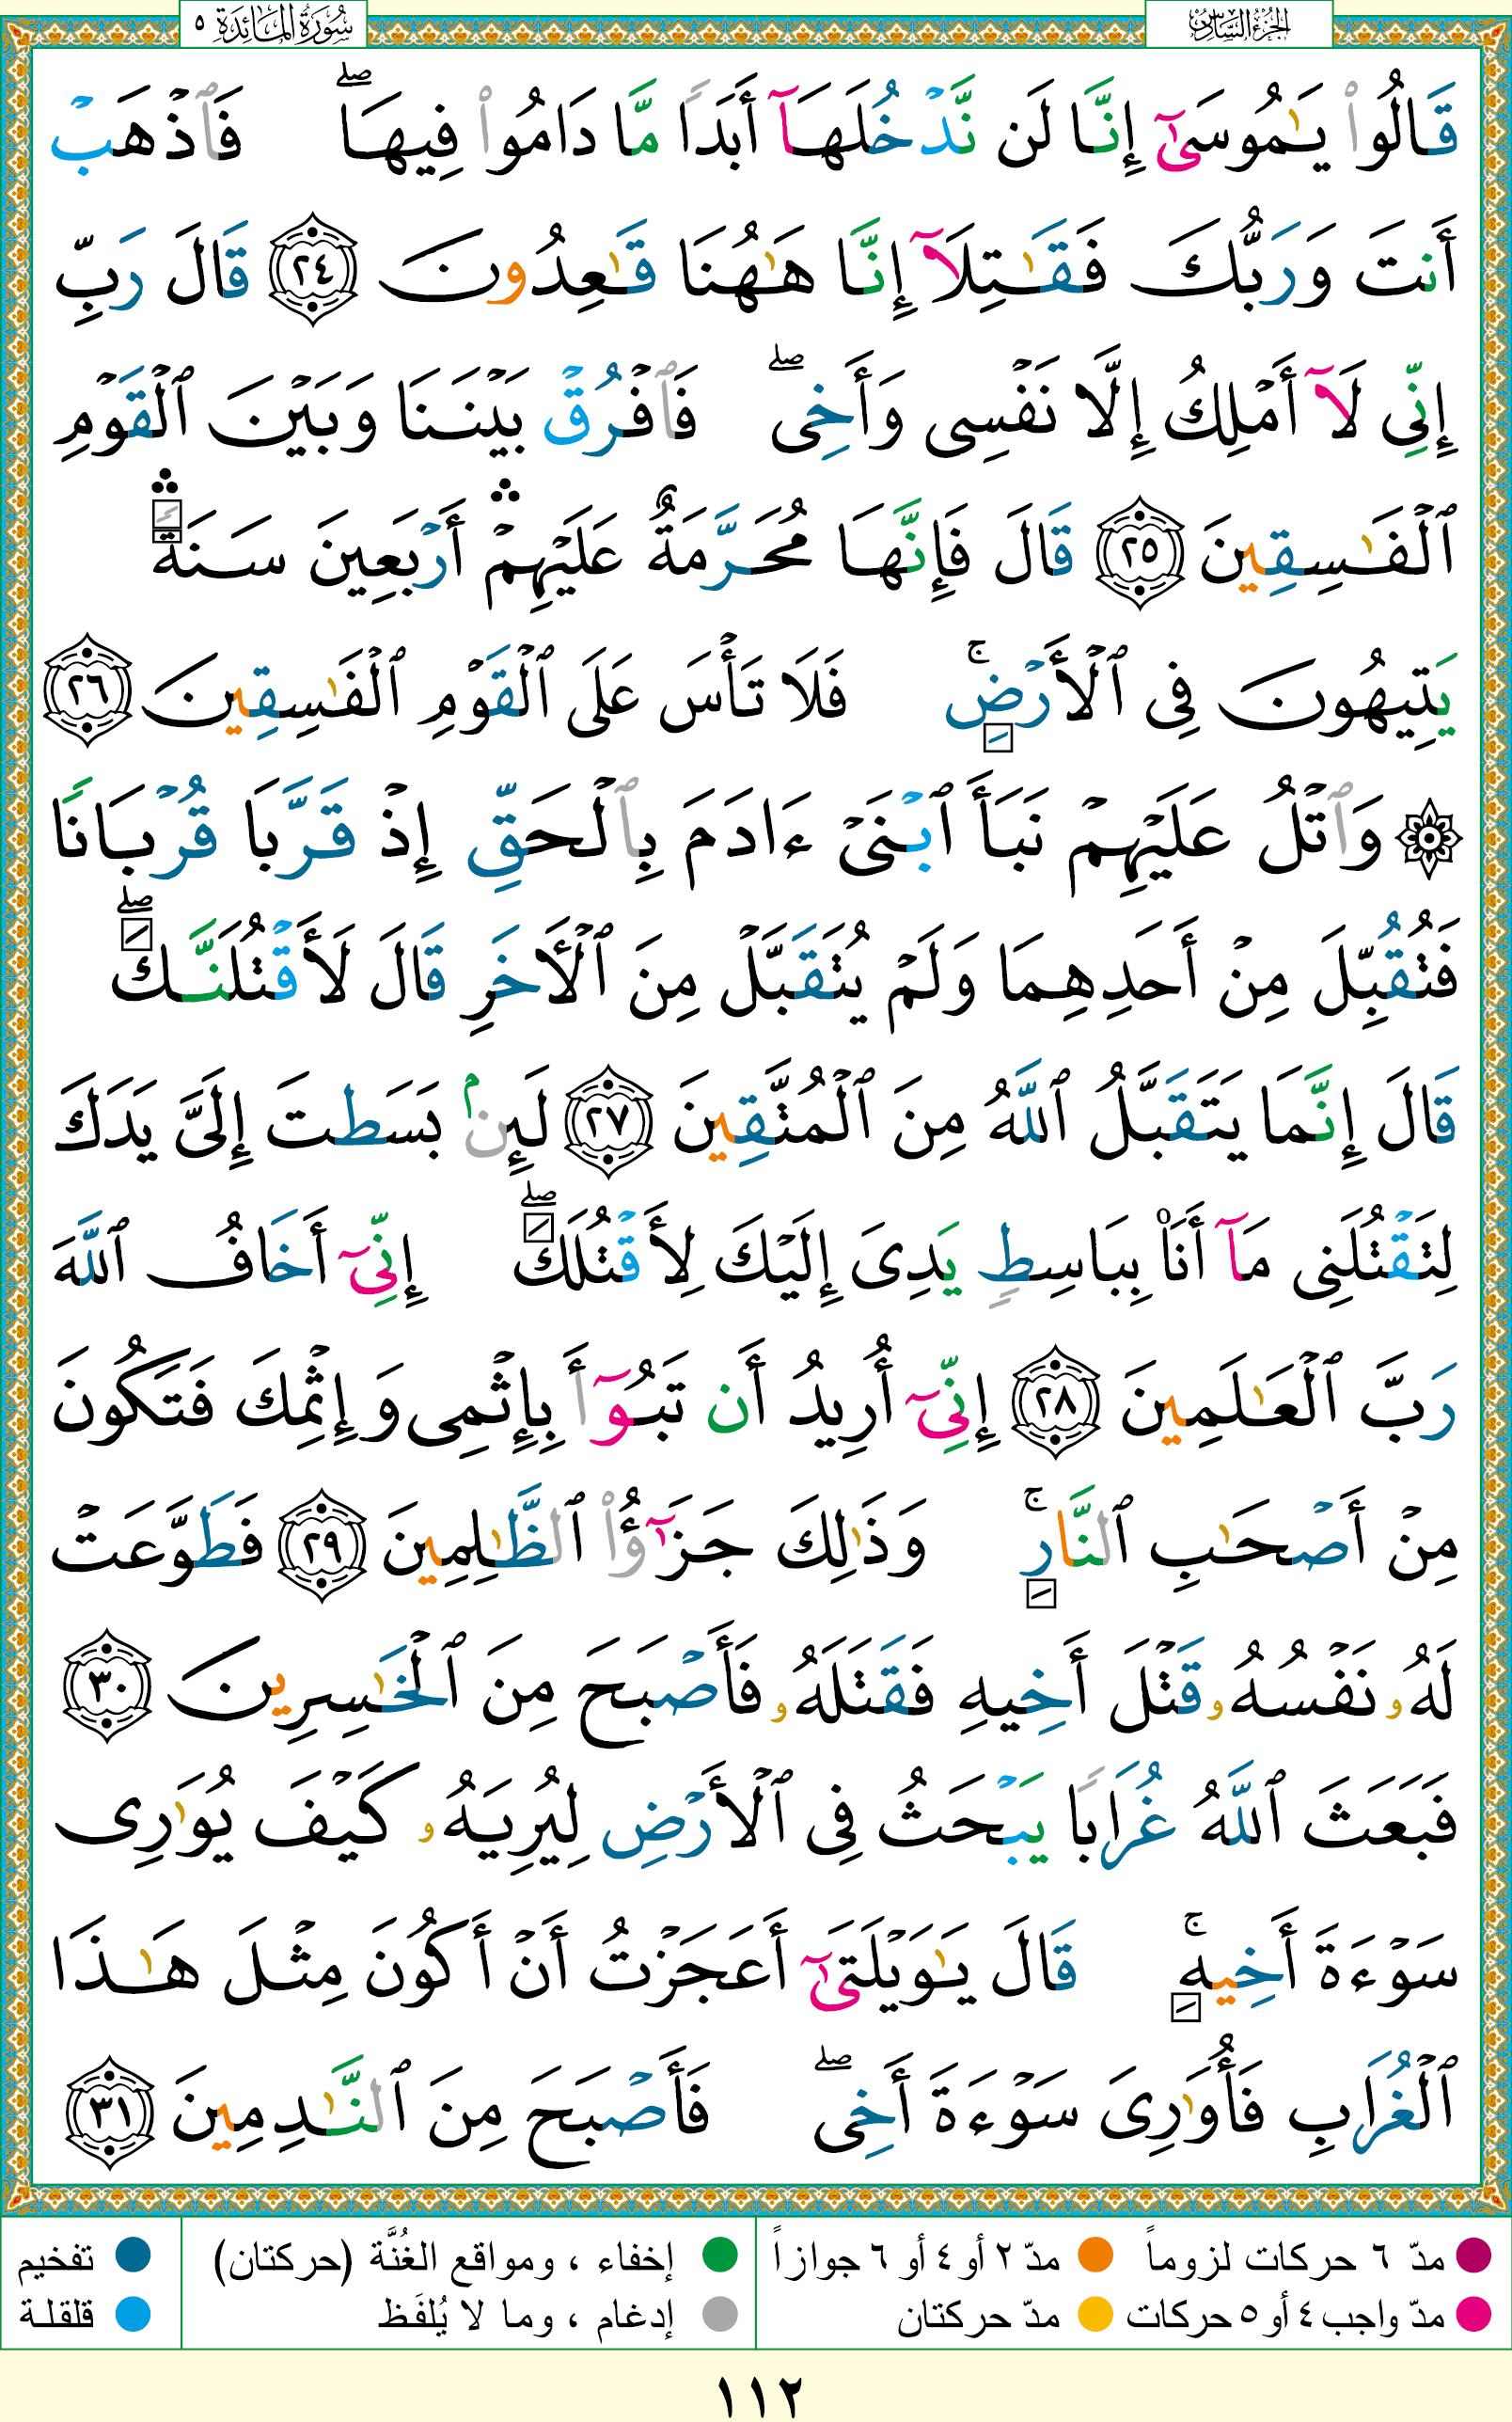 الجزء السادس
سورة المائدة ٥
قَالُوا۟ يَـٰمُوسَىٰٓ إِنَّا لَن نَّدْخُلَهَآ أَبَدًا مَّا دَامُوا۟ فِيهَا ۖ فَٱذْهَبْ
أَنتَ وَرَبُّكَ فَقَـٰتِلَآ إِنَّا هَـٰهُنَا قَـٰعِدُونَ ٢٤ قَالَ رَبِّ
إِنِّى لَآ أَمْلِكُ إِلَّا نَفْسِى وَأَخِى ۖ فَٱفْرُقْ بَيْنَنَا وَبَيْنَ ٱلْقَوْمِ
ٱلْفَـٰسِقِينَ ٢٥ قَالَ فَإِنَّهَا مُحَرَّمَةٌ عَلَيْهِمْ ۛ أَرْبَعِينَ سَنَةً ۛ
يَتِيهُونَ فِى ٱلْأَرْضِ ۚ فَلَا تَأْسَ عَلَى ٱلْقَوْمِ ٱلْفَـٰسِقِينَ ٢٦
۞ وَٱتْلُ عَلَيْهِمْ نَبَأَ ٱبْنَىْ ءَادَمَ بِٱلْحَقِّ إِذْ قَرَّبَا قُرْبَانًا
فَتُقُبِّلَ مِنْ أَحَدِهِمَا وَلَمْ يُتَقَبَّلْ مِنَ ٱلْـَٔاخَرِ قَالَ لَأَقْتُلَنَّكَ ۖ
قَالَ إِنَّمَا يَتَقَبَّلُ ٱللَّهُ مِنَ ٱلْمُتَّقِينَ ٢٧ لَئِنۢ بَسَطتَ إِلَىَّ يَدَكَ
لِتَقْتُلَنِى مَآ أَنَا۠ بِبَاسِطٍ يَدِىَ إِلَيْكَ لِأَقْتُلَكَ ۖ إِنِّىٓ أَخَافُ ٱللَّهَ
رَبَّ ٱلْعَـٰلَمِينَ ٢٨ إِنِّىٓ أُرِيدُ أَن تَبُوٓأَ بِإِثْمِى وَإِثْمِكَ فَتَكُونَ
مِنْ أَصْحَـٰبِ ٱلنَّارِ ۚ وَذَٰلِكَ جَزَٰٓؤُا۟ ٱلظَّـٰلِمِينَ ٢٩ فَطَوَّعَتْ
لَهُۥ نَفْسُهُۥ قَتْلَ أَخِيهِ فَقَتَلَهُۥ فَأَصْبَحَ مِنَ ٱلْخَـٰسِرِينَ ٣٠
فَبَعَثَ ٱللَّهُ غُرَابًا يَبْحَثُ فِى ٱلْأَرْضِ لِيُرِيَهُۥ كَيْفَ يُوَٰرِى
سَوْءَةَ أَخِيهِ ۚ قَالَ يَـٰوَيْلَتَىٰٓ أَعَجَزْتُ أَنْ أَكُونَ مِثْلَ هَـٰذَا
ٱلْغُرَابِ فَأُوَٰرِىَ سَوْءَةَ أَخِى ۖ فَأَصْبَحَ مِنَ ٱلنَّـٰدِمِينَ ٣١
مدّ ٦ حركات لزوماً مدّ ٢ أو ٤ أو ٦ جوازاً إخفاء ، ومواقع الغُنَّة (حركتان) تفخيم
مدّ واجب ٤ أو ٥ حركات مدّ حركتان إدغام ، وما لا يُلفَظ قلقلة
١١٢